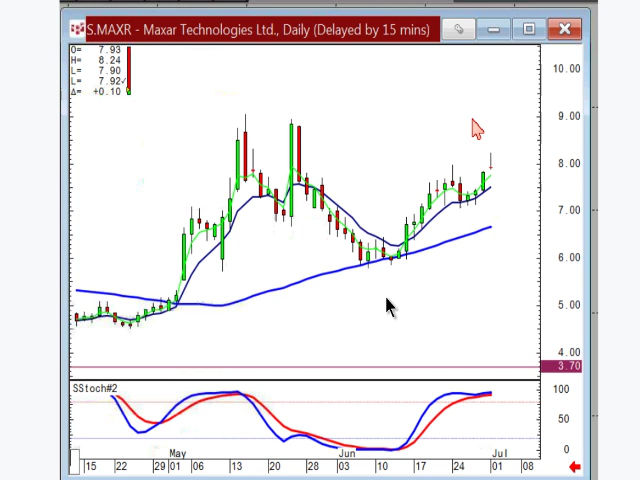 S.MAXR - Maxar Technologies Ltd., Daily (Delayed by 15 mins)
O= 7.93
H= 8.24
L= 7.90
L= 7.92
Δ= +0.10
10.00
9.00
8.00
7.00
6.00
5.00
4.00
3.70
SStoch#2
100
50
0
May Jun Jul
15 22 29 01 06 13 20 28 03 10 17 24 01 08